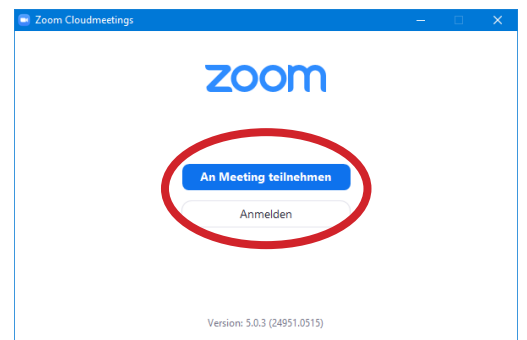 Zoom Cloudmeetings
zoom
An Meeting teilnehmen
Anmelden
Version: 5.0.3 (24951.0515)